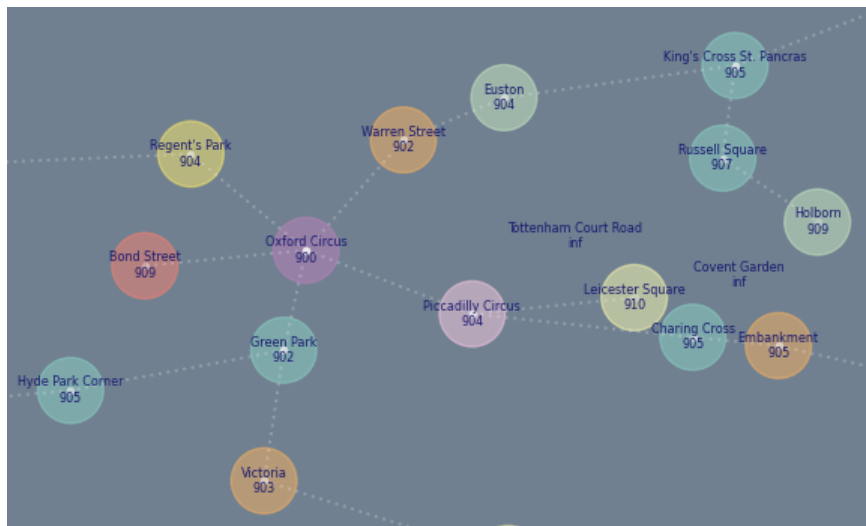 King's Cross St. Pancras
905
Euston
904
Warren Street
902
Regent's Park
904
Russell Square
907
Holborn
909
Tottenham Court Road
inf
Oxford Circus
900
Bond Street
909
Covent Garden
inf
Leicester Square
910
Piccadilly Circus
904
Charing Cross
905
Embankment
905
Green Park
902
Hyde Park Corner
905
Victoria
903